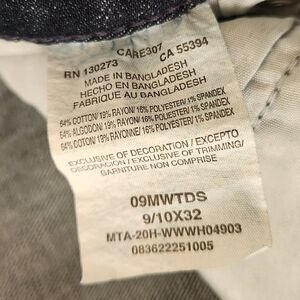 CARE307
RN 130273 CA 55394
MADE IN BANGLADESH
HECHO EN BANGLADESH
FABRIQUE AU BANGLADESH
64% COTTON/ 19% RAYON/ 16% POLYESTER/ 1% SPANDEX
64% ALGODON/ 19% RAYON/ 16% POLYESTER/ 1% SPANDEX
64% COTON/ 19% RAYONNE/ 16% POLYESTER/ 1% SPANDEX
EXCLUSIVE OF DECORATION / EXCEPTO
DECORACION / EXCLUSIVE OF TRIMMING/
GARNITURE NON COMPRISE
09MWTDS
9/10X32
MTA-20H-WWWH04903
083622251005